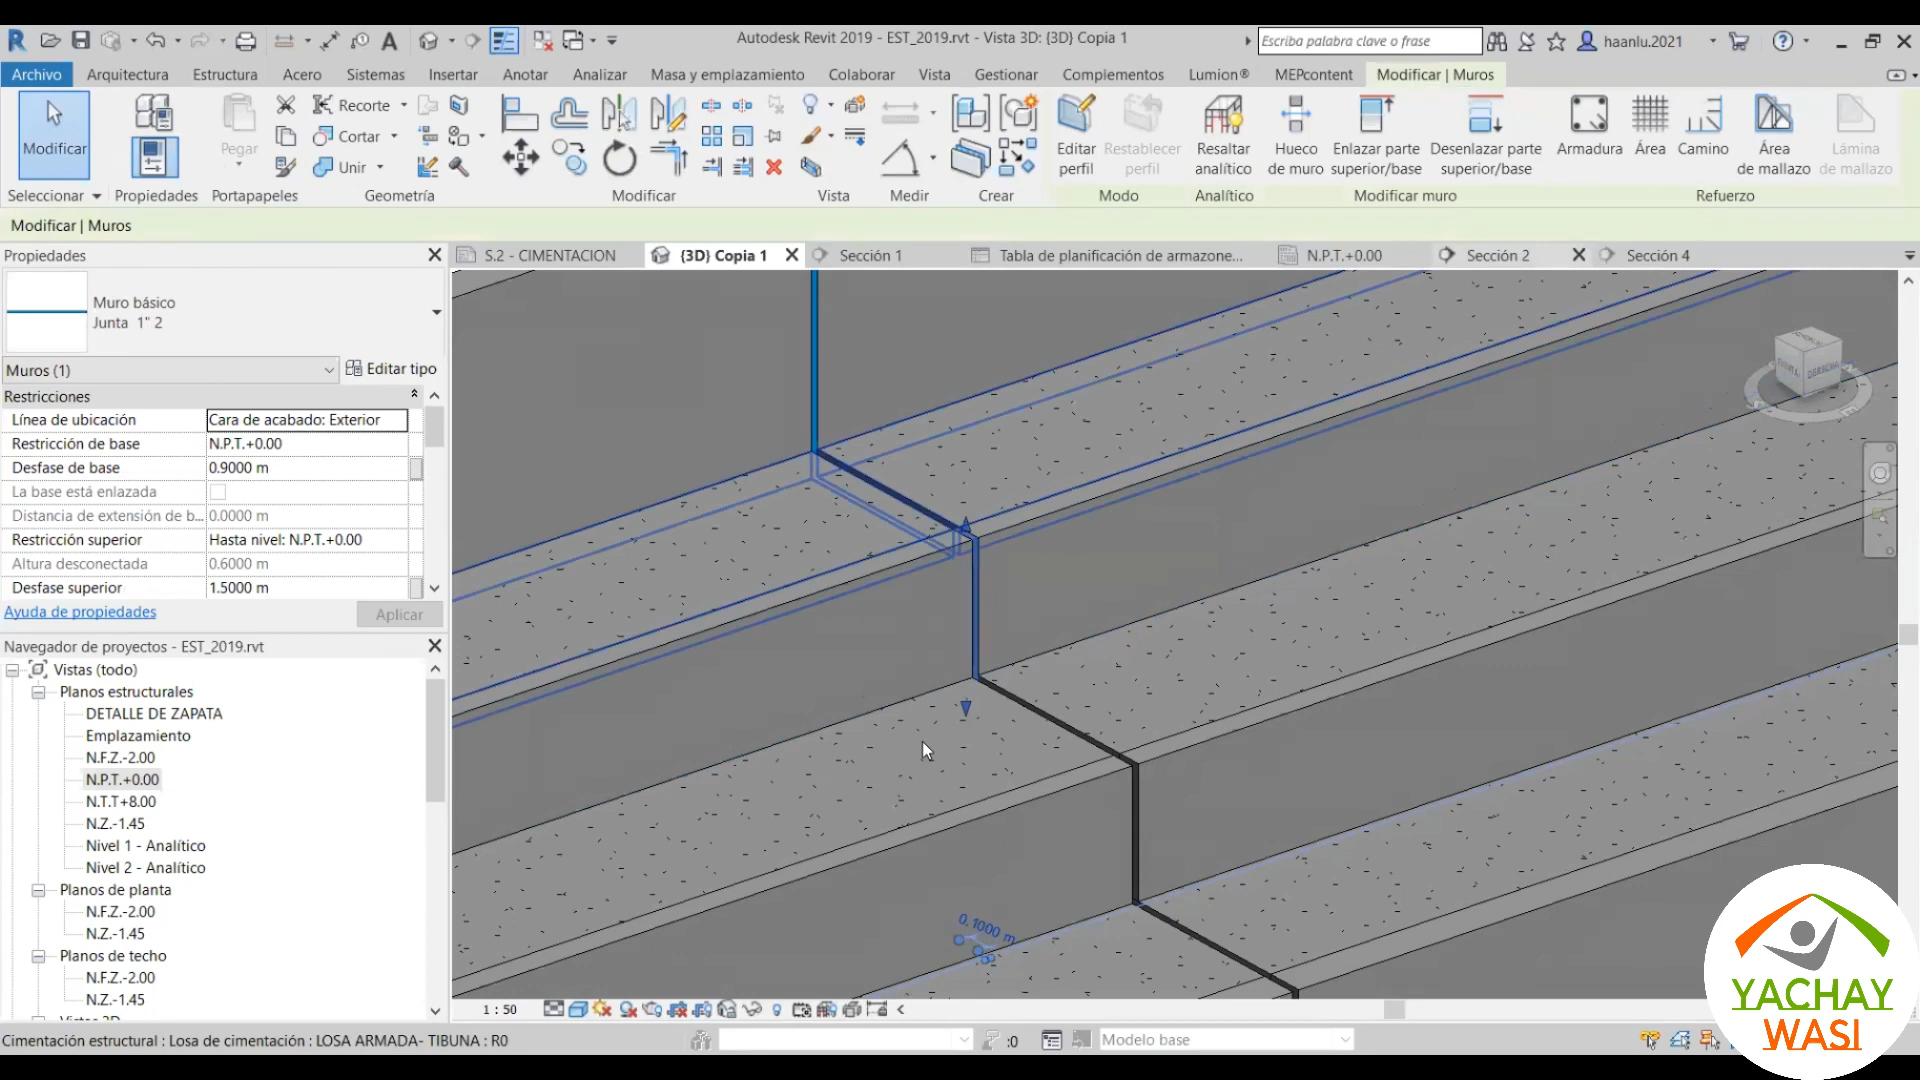 Autodesk Revit 2019 - EST_2019.rvt - Vista 3D: {3D} Copia 1
Escriba palabra clave o frase
haanlu.2021
Archivo Arquitectura Estructura Acero Sistemas Insertar Anotar Analizar Masa y emplazamiento Colaborar Vista Gestionar Complementos Lumion® MEPcontent Modificar | Muros
Modificar
Pegar
Recorte
Cortar
Unir
Editar perfil
Restablecer perfil
Resaltar analítico
Hueco de muro
Enlazar parte superior/base
Desenlazar parte superior/base
Armadura
Área
Camino
Área de mallazo
Lámina de mallazo
Seleccionar Propiedades Portapapeles Geometría Modificar Vista Medir Crear Modo Analítico Modificar muro Refuerzo
Modificar | Muros
Propiedades
S.2 - CIMENTACION {3D} Copia 1 Sección 1 Tabla de planificación de armazone... N.P.T.+0.00 Sección 2 Sección 4
Muro básico
Junta 1" 2
Muros (1)
Editar tipo
Restricciones
Línea de ubicación Cara de acabado: Exterior
Restricción de base N.P.T.+0.00
Desfase de base 0.9000 m
La base está enlazada
Distancia de extensión de b... 0.0000 m
Restricción superior Hasta nivel: N.P.T.+0.00
Altura desconectada 0.6000 m
Desfase superior 1.5000 m
Ayuda de propiedades Aplicar
Navegador de proyectos - EST_2019.rvt
Vistas (todo)
Planos estructurales
DETALLE DE ZAPATA
Emplazamiento
N.F.Z.-2.00
N.P.T.+0.00
N.T.T+8.00
N.Z.-1.45
Nivel 1 - Analítico
Nivel 2 - Analítico
Planos de planta
N.F.Z.-2.00
N.Z.-1.45
Planos de techo
N.F.Z.-2.00
N.Z.-1.45
DERECHA
0.1000 m
1 : 50
Cimentación estructural : Losa de cimentación : LOSA ARMADA- TIBUNA : R0
:0
Modelo base
YACHAY
WASI